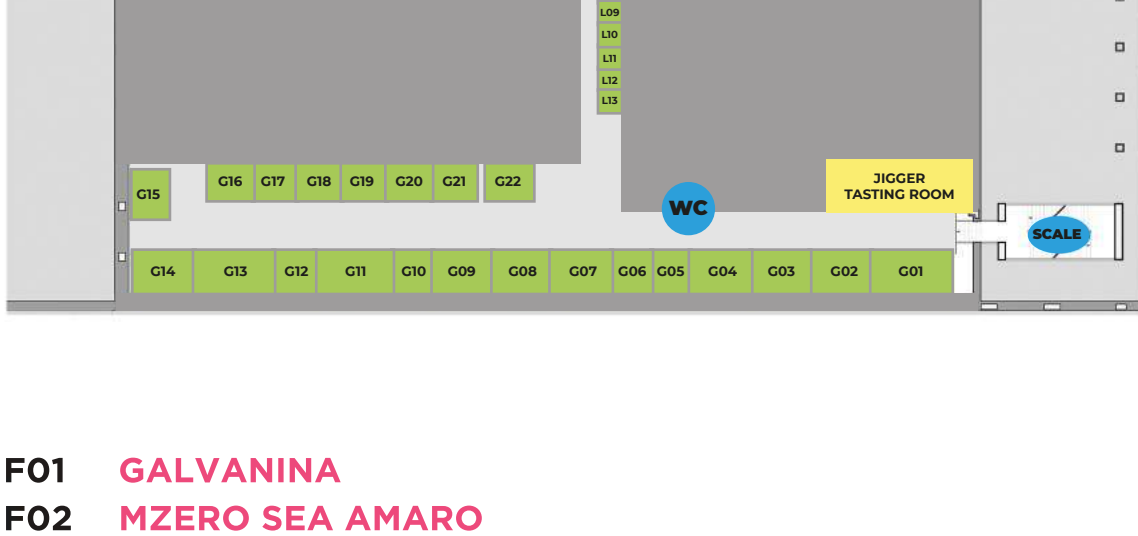 L09
L10
L11
L12
L13
G15
G16 G17 G18 G19 G20 G21 G22
JIGGER
TASTING ROOM
WC
SCALE
G14 G13 G12 G11 G10 G09 G08 G07 G06 G05 G04 G03 G02 G01
F01 GALVANINA
F02 MZERO SEA AMARO